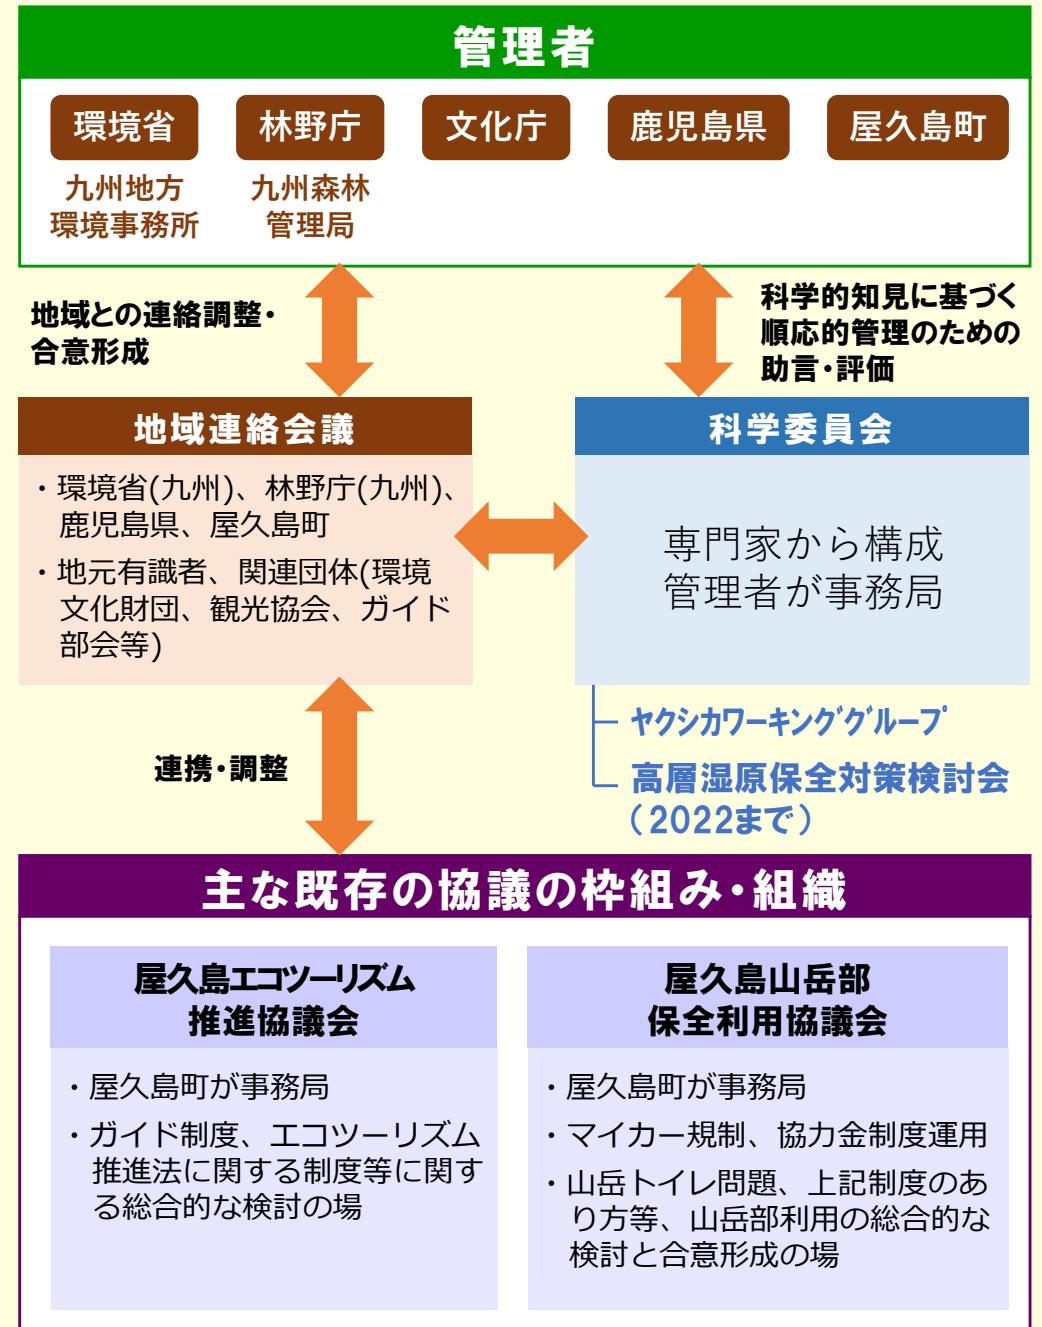 管理者
環境省
林野庁
文化庁
鹿児島県
屋久島町
九州地方
環境事務所
九州森林
管理局
地域との連絡調整・
合意形成
科学的知見に基づく
順応的管理のための
助言・評価
地域連絡会議
・環境省(九州)、林野庁(九州)、
鹿児島県、屋久島町
・地元有識者、関連団体(環境
文化財団、観光協会、ガイド
部会等)
科学委員会
専門家から構成
管理者が事務局
ヤクシカワーキンググループ
高層湿原保全対策検討会
（2022まで）
連携・調整
主な既存の協議の枠組み・組織
屋久島エコツーリズム
推進協議会
・屋久島町が事務局
・ガイド制度、エコツーリズム
推進法に関する制度等に関す
る総合的な検討の場
屋久島山岳部
保全利用協議会
・屋久島町が事務局
・マイカー規制、協力金制度運用
・山岳トイレ問題、上記制度のあ
り方等、山岳部利用の総合的な
検討と合意形成の場